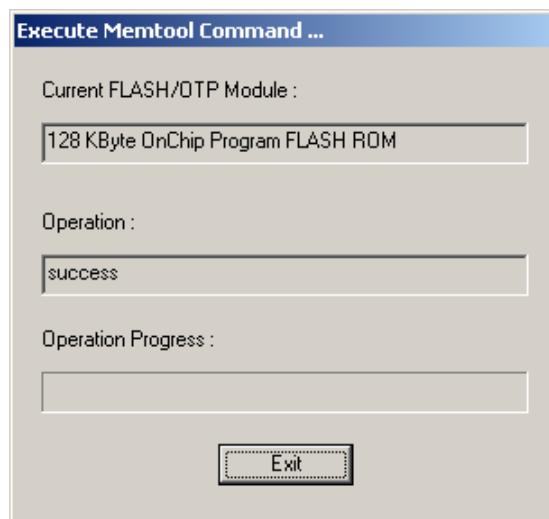 Execute Memtool Command ...
Current FLASH/OTP Module :
128 KByte OnChip Program FLASH ROM
Operation :
success
Operation Progress :
Exit